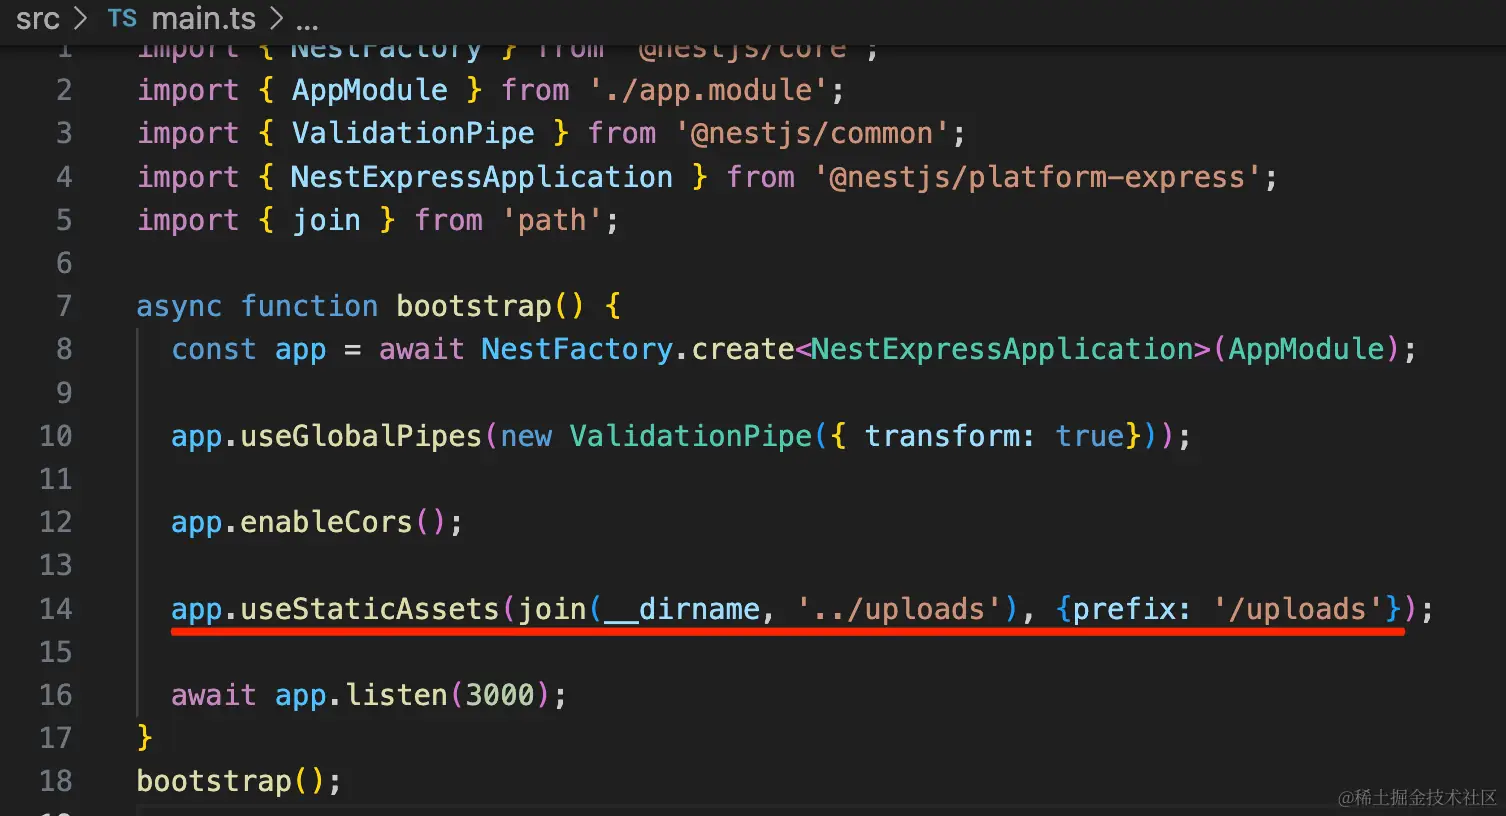 src > TS main.ts > ...
1 import { NestFactory } from '@nestjs/core';
2 import { AppModule } from './app.module';
3 import { ValidationPipe } from '@nestjs/common';
4 import { NestExpressApplication } from '@nestjs/platform-express';
5 import { join } from 'path';
6
7 async function bootstrap() {
8   const app = await NestFactory.create<NestExpressApplication>(AppModule);
9
10   app.useGlobalPipes(new ValidationPipe({ transform: true}));
11
12   app.enableCors();
13
14   app.useStaticAssets(join(__dirname, '../uploads'), {prefix: '/uploads'});
15
16   await app.listen(3000);
17 }
18 bootstrap();
19
@稀土掘金技术社区